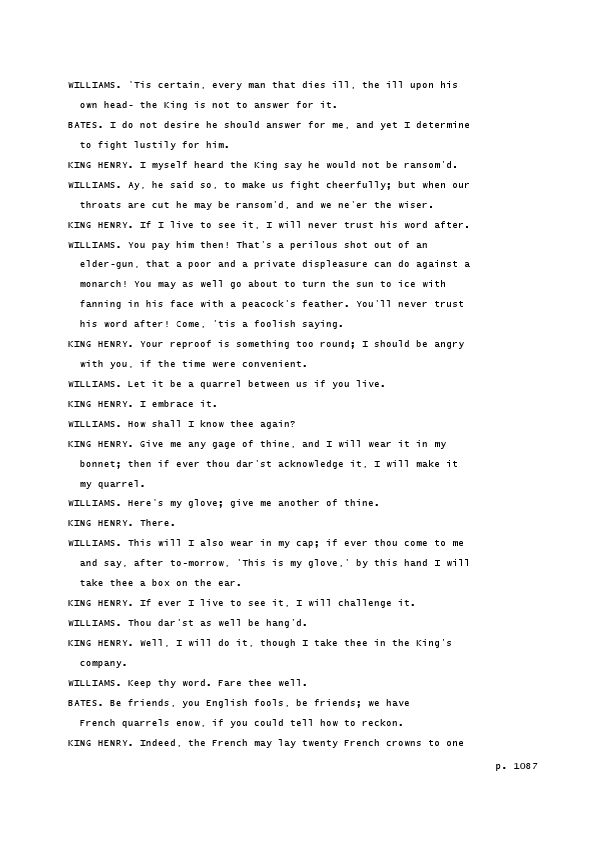 WILLIAMS. 'Tis certain, every man that dies ill, the ill upon his
own head- the King is not to answer for it.
BATES. I do not desire he should answer for me, and yet I determine
to fight lustily for him.
KING HENRY. I myself heard the King say he would not be ransom'd.
WILLIAMS. Ay, he said so, to make us fight cheerfully; but when our
throats are cut he may be ransom'd, and we ne'er the wiser.
KING HENRY. If I live to see it, I will never trust his word after.
WILLIAMS. You pay him then! That's a perilous shot out of an
elder-gun, that a poor and a private displeasure can do against a
monarch! You may as well go about to turn the sun to ice with
fanning in his face with a peacock's feather. You'll never trust
his word after! Come, 'tis a foolish saying.
KING HENRY. Your reproof is something too round; I should be angry
with you, if the time were convenient.
WILLIAMS. Let it be a quarrel between us if you live.
KING HENRY. I embrace it.
WILLIAMS. How shall I know thee again?
KING HENRY. Give me any gage of thine, and I will wear it in my
bonnet; then if ever thou dar'st acknowledge it, I will make it
my quarrel.
WILLIAMS. Here's my glove; give me another of thine.
KING HENRY. There.
WILLIAMS. This will I also wear in my cap; if ever thou come to me
and say, after to-morrow, 'This is my glove,' by this hand I will
take thee a box on the ear.
KING HENRY. If ever I live to see it, I will challenge it.
WILLIAMS. Thou dar'st as well be hang'd.
KING HENRY. Well, I will do it, though I take thee in the King's
company.
WILLIAMS. Keep thy word. Fare thee well.
BATES. Be friends, you English fools, be friends; we have
French quarrels enow, if you could tell how to reckon.
KING HENRY. Indeed, the French may lay twenty French crowns to one
p. 1087